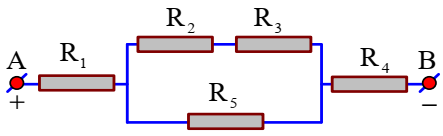 R₂ R₃
A R₁ R₄ B
+ R₅ −